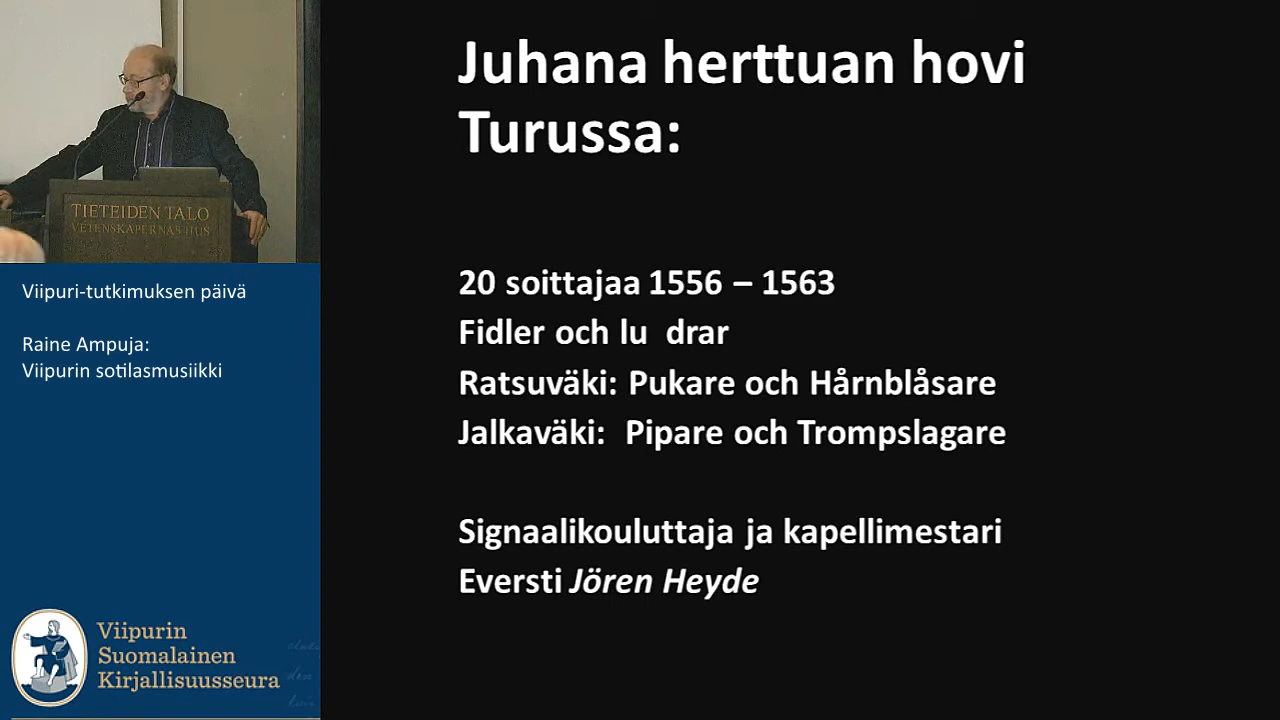 TIETEIDEN TALO
VETENSKAPERNAS HUS
Viipuri-tutkimuksen päivä
Raine Ampuja:
Viipurin sotilasmusiikki
Viipurin
Suomalainen
Kirjallisuusseura
Juhana herttuan hovi
Turussa:
20 soittajaa 1556 – 1563
Fidler och lu  drar
Ratsuväki: Pukare och Hårnblåsare
Jalkaväki:  Pipare och Trompslagare
Signaalikouluttaja ja kapellimestari
Eversti Jören Heyde